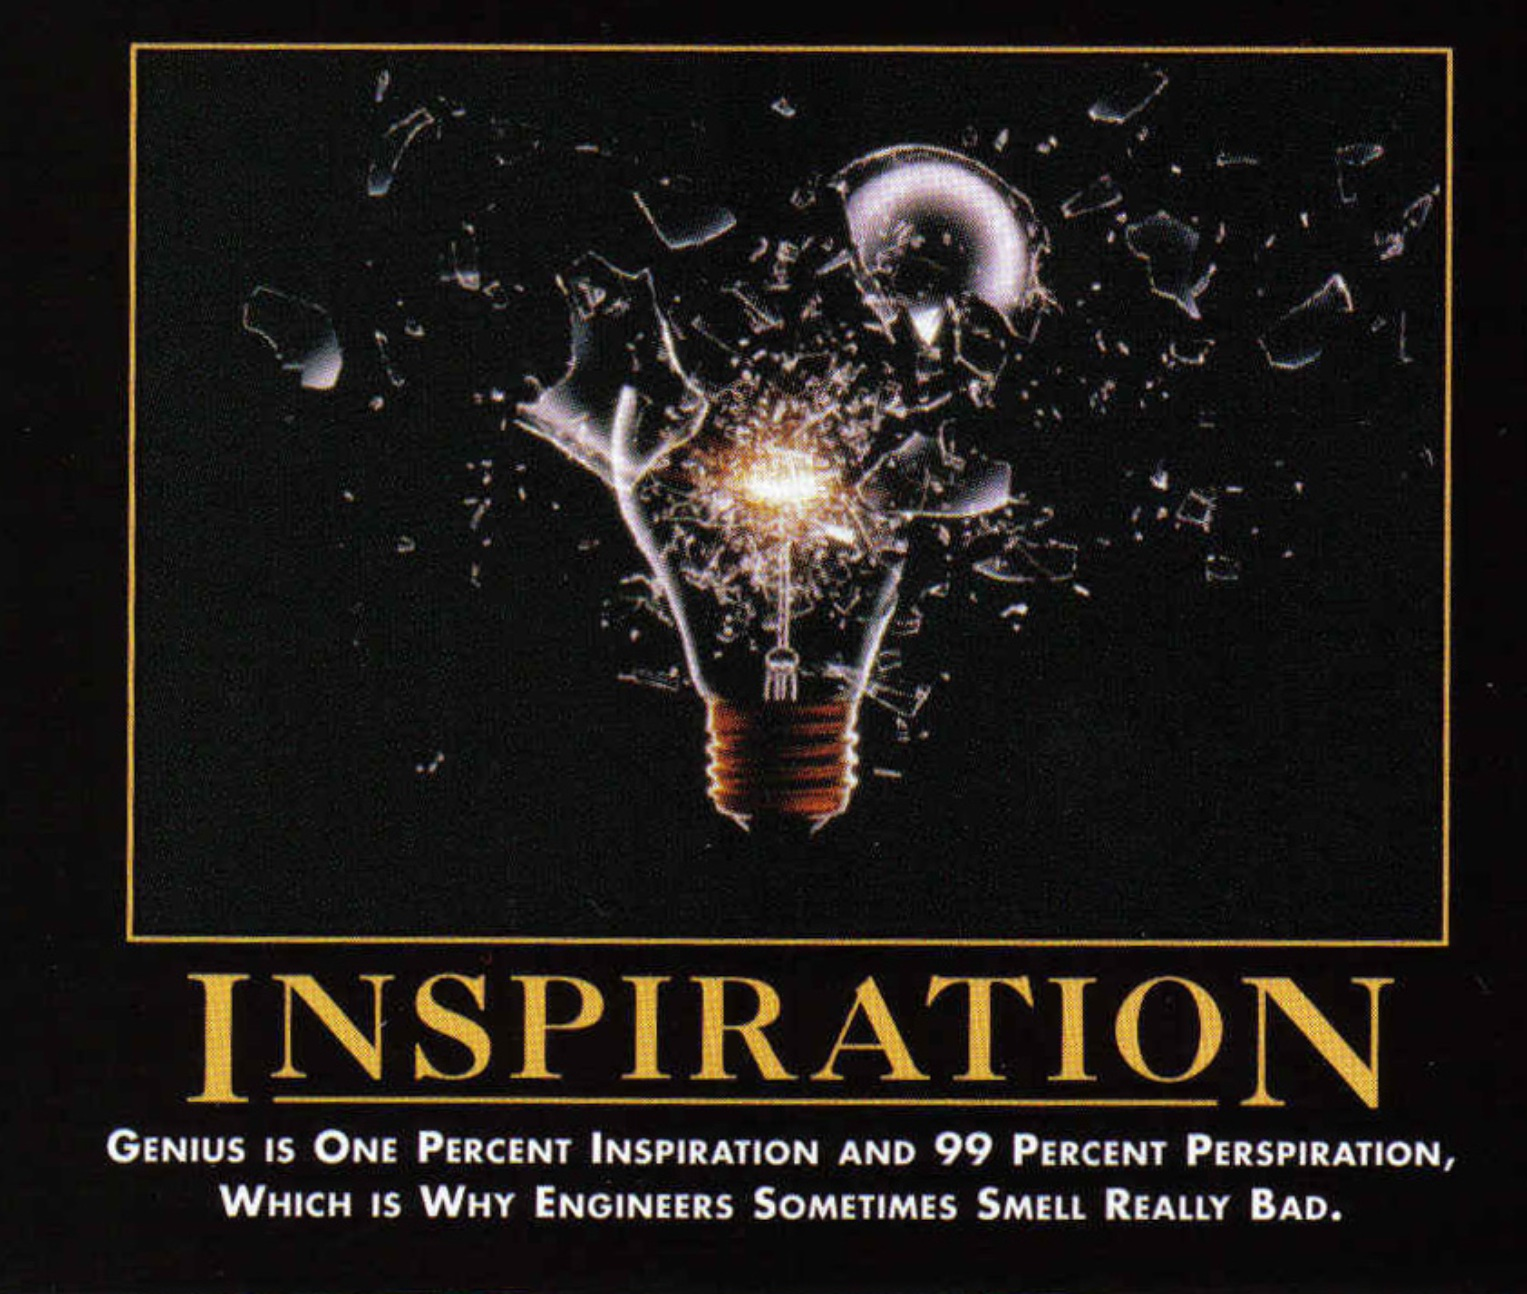 INSPIRATION
GENIUS IS ONE PERCENT INSPIRATION AND 99 PERCENT PERSPIRATION,
WHICH IS WHY ENGINEERS SOMETIMES SMELL REALLY BAD.